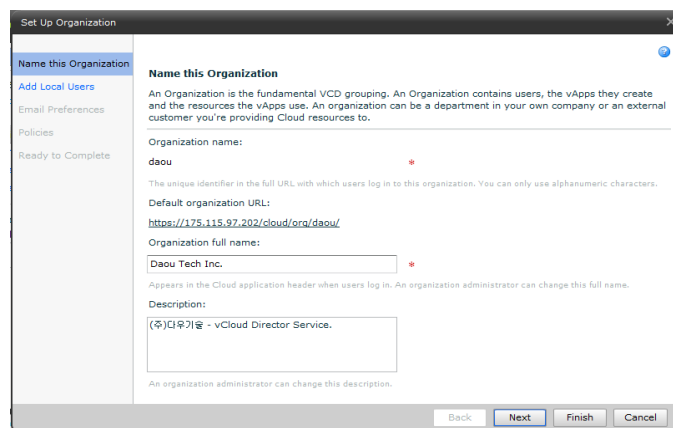 Set Up Organization
Name this Organization
Add Local Users
Email Preferences
Policies
Ready to Complete
Name this Organization
An Organization is the fundamental VCD grouping. An Organization contains users, the vApps they create
and the resources the vApps use. An organization can be a department in your own company or an external
customer you're providing Cloud resources to.
Organization name:
daou *
The unique identifier in the full URL with which users log in to this organization. You can only use alphanumeric characters.
Default organization URL:
https://175.115.97.202/cloud/org/daou/
Organization full name:
Daou Tech Inc. *
Appears in the Cloud application header when users log in. An organization administrator can change this full name.
Description:
(주)다우기술 - vCloud Director Service.
An organization administrator can change this description.
Back Next Finish Cancel